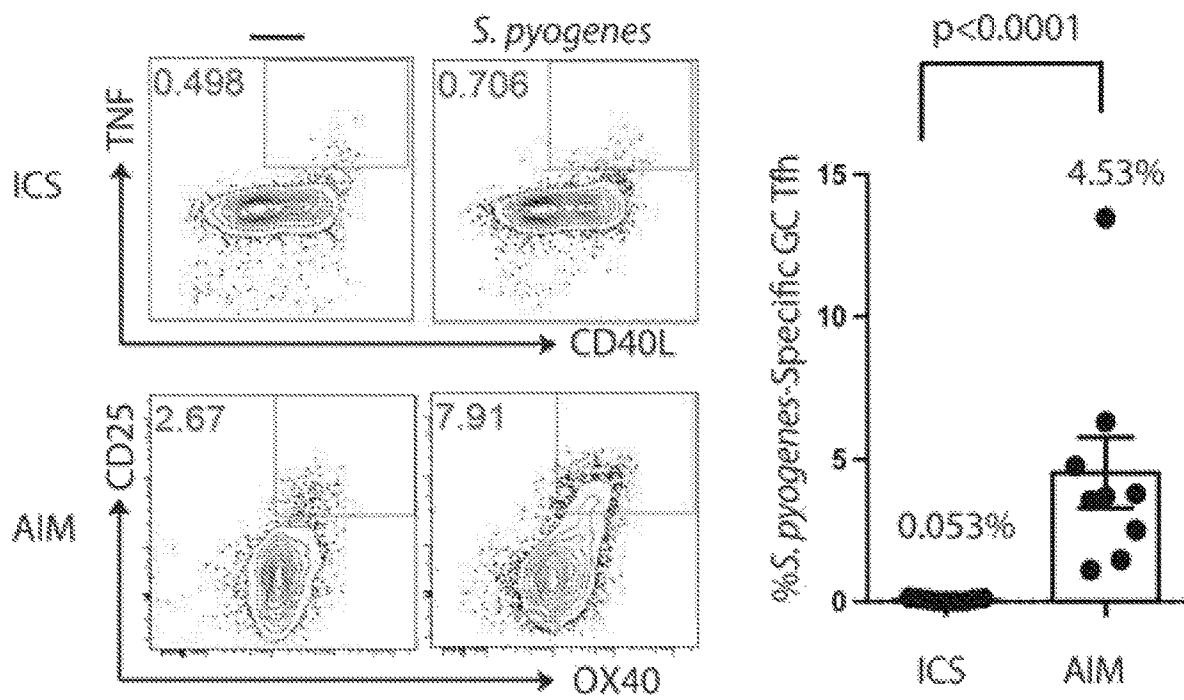 — S. pyogenes
0.498 0.706
TNF
ICS
CD40L
2.67 7.91
CD25
AIM
OX40
p<0.0001
4.53%
0.053%
15
10
5
0
%S. pyogenes-Specific GC Tfh
ICS AIM